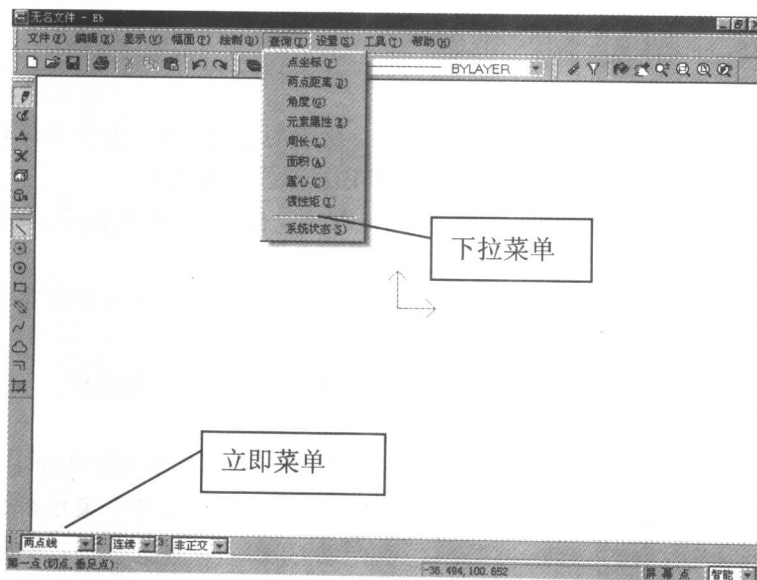 无名文件 - Eb
文件(F) 编辑(E) 显示(V) 幅面(P) 绘制(D) 查询(I) 设置(S) 工具(T) 帮助(H)
BYLAYER
点坐标(P)
两点距离(D)
角度(G)
元素属性(E)
周长(L)
面积(A)
重心(C)
惯性矩(I)
系统状态(S)
下拉菜单
立即菜单
1: 两点线 2: 连续 3: 非正交
第一点(切点,垂足点):
-36.494,100.652
屏幕点
智能